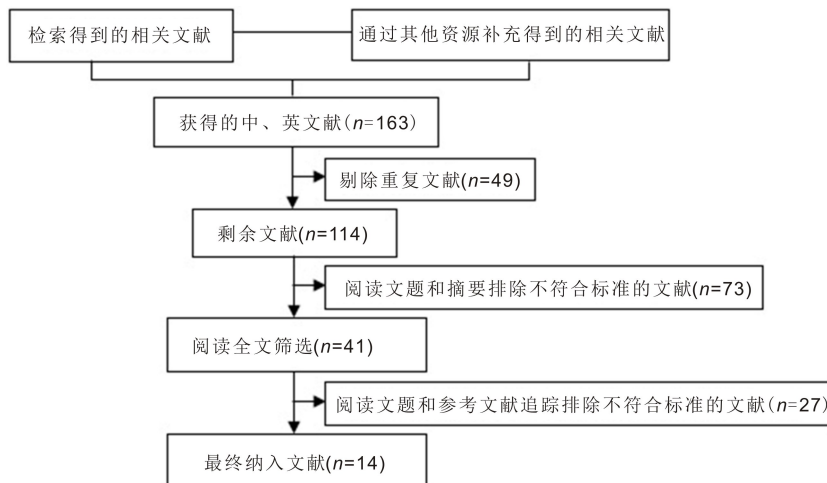 检索得到的相关文献
通过其他资源补充得到的相关文献
获得的中、英文献(n=163)
剔除重复文献(n=49)
剩余文献(n=114)
阅读文题和摘要排除不符合标准的文献(n=73)
阅读全文筛选(n=41)
阅读文题和参考文献追踪排除不符合标准的文献(n=27)
最终纳入文献(n=14)